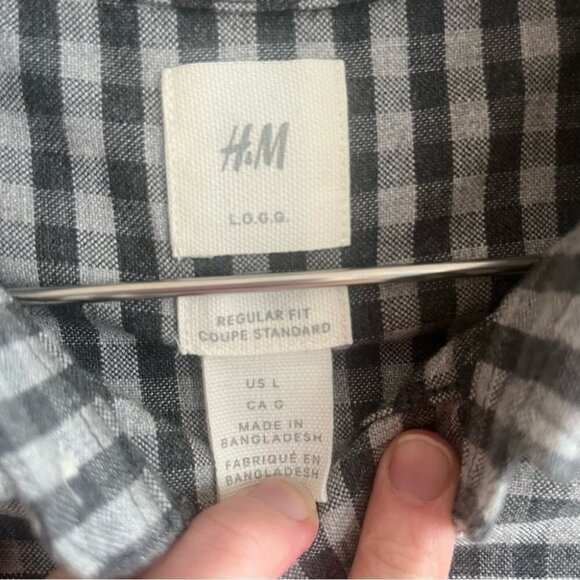 H&M
L.O.G.G.
REGULAR FIT
COUPE STANDARD
US L
CA G
MADE IN
BANGLADESH
FABRIQUÉ EN
BANGLADESH